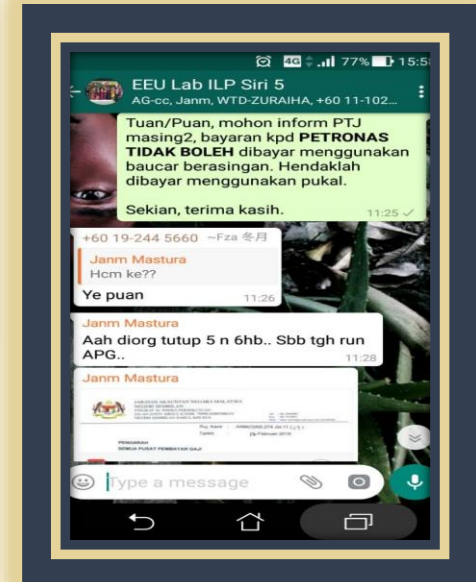 4G 77% 15:5
EEU Lab ILP Siri 5
AG-cc, Janm, WTD-ZURAIHA, +60 11-102...
Tuan/Puan, mohon inform PTJ
masing2, bayaran kpd PETRONAS
TIDAK BOLEH dibayar menggunakan
baucar berasingan. Hendaklah
dibayar menggunakan pukal.
Sekian, terima kasih.
11:25
+60 19-244 5660 ~Fza 冬月
Janm Mastura
Hcm ke??
Ye puan
11:26
Janm Mastura
Aah diorg tutup 5 n 6hb.. Sbb tgh run
APG..
11:28
Janm Mastura
PENGARAH
SEMUA PUSAT PEMBAYAR GAJI
Type a message